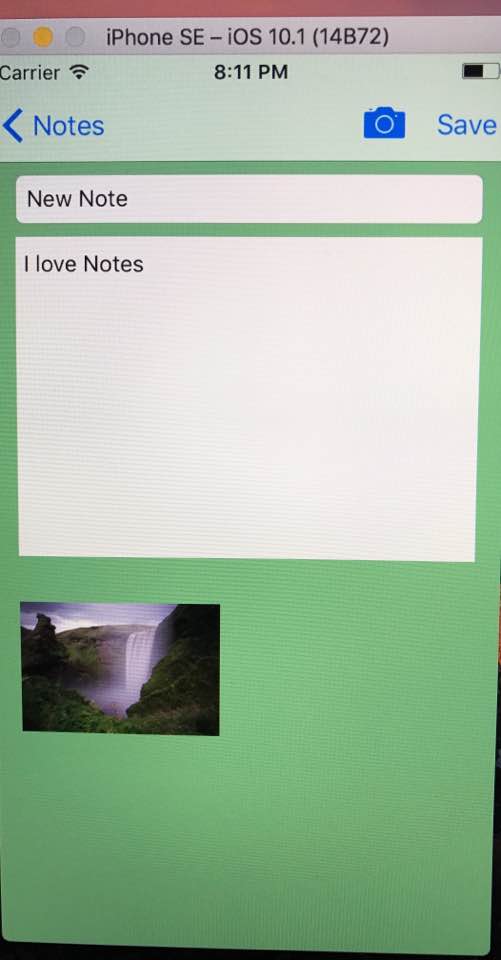 iPhone SE – iOS 10.1 (14B72)
Carrier 8:11 PM
Notes Save
New Note
I love Notes